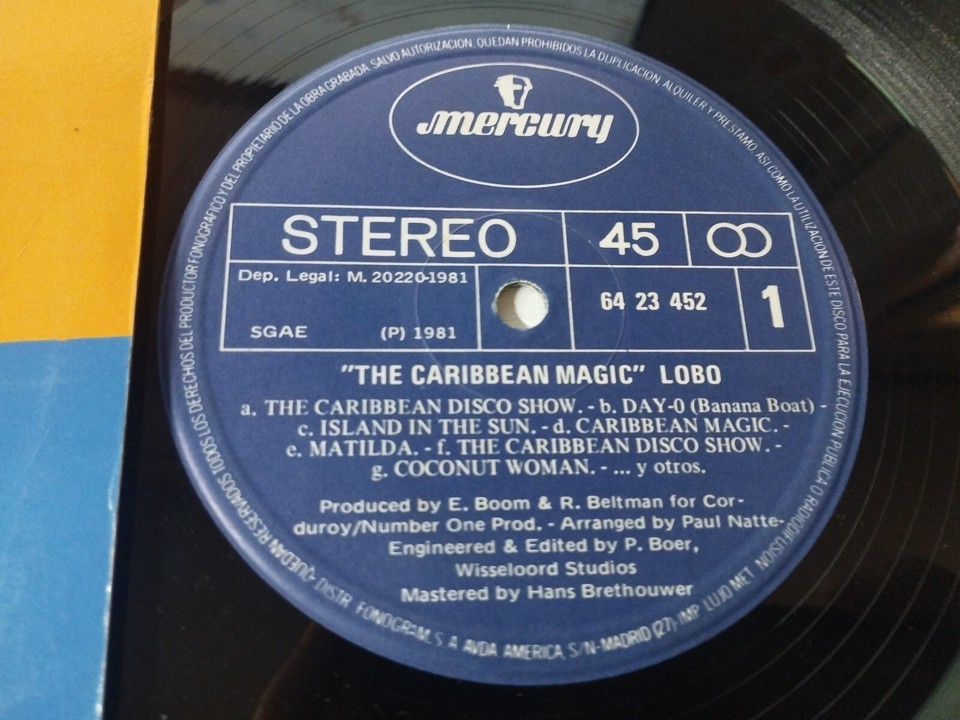 mercury
STEREO
45
Dep. Legal: M. 20220-1981
SGAE (P) 1981
64 23 452
1
"THE CARIBBEAN MAGIC" LOBO
a. THE CARIBBEAN DISCO SHOW. - b. DAY-0 (Banana Boat) -
c. ISLAND IN THE SUN. - d. CARIBBEAN MAGIC. -
e. MATILDA. - f. THE CARIBBEAN DISCO SHOW. -
g. COCONUT WOMAN. - ... y otros.
Produced by E. Boom & R. Beltman for Cor-
duroy/Number One Prod. - Arranged by Paul Natte-
Engineered & Edited by P. Boer,
Wisseloord Studios
Mastered by Hans Brethouwer
QUEDAN RESERVADOS TODOS LOS DERECHOS DEL PRODUCTOR FONOGRAFICO Y DEL PROPIETARIO DE LA OBRA GRABADA. SALVO AUTORIZACION, QUEDAN PROHIBIDOS LA DUPLICACION, ALQUILER Y PRESTAMO, ASI COMO LA UTILIZACION DE ESTE DISCO PARA LA EJECUCION PUBLICA O RADIODIFUSION
DISTR. FONOGRAM, S. A. AVDA. AMERICA, S/N-MADRID (27)-IMP. LUJO MET.